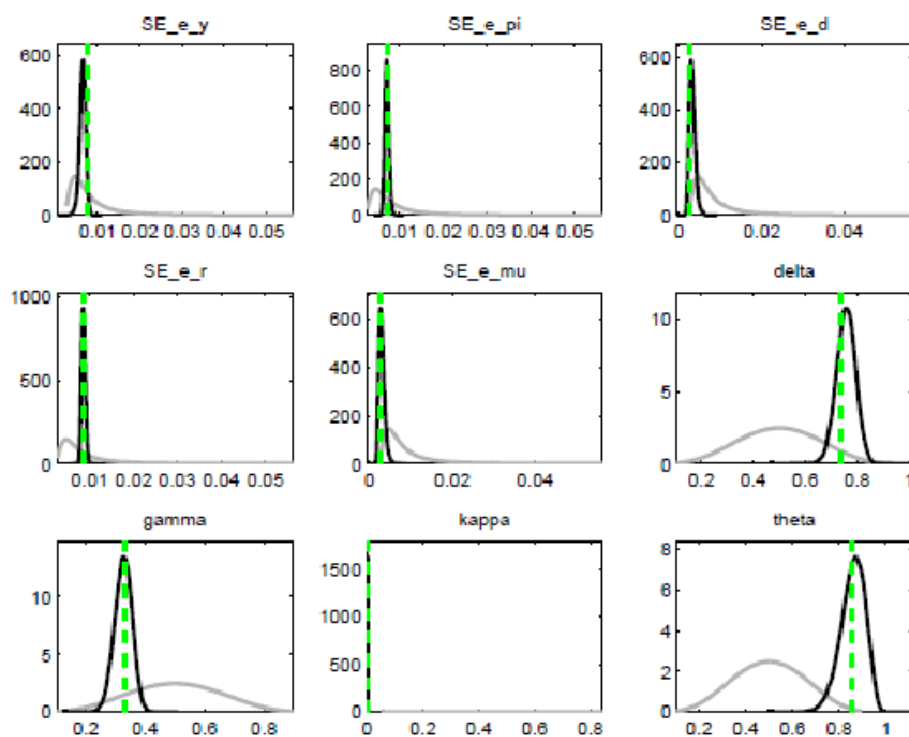 SE_e_y SE_e_pi SE_e_d
600 400 200 0
0.01 0.02 0.03 0.04 0.05
800 600 400 200 0
0.01 0.02 0.03 0.04 0.05
600 400 200 0
0 0.02 0.04
SE_e_r SE_e_mu delta
1000 500 0
0.01 0.02 0.03 0.04 0.05
600 400 200 0
0 0.02 0.04
10 5 0
0.2 0.4 0.6 0.8 1
gamma kappa theta
10 5 0
0.2 0.4 0.6 0.8
1500 1000 500 0
0 0.2 0.4 0.6 0.8
8 6 4 2 0
0.2 0.4 0.6 0.8 1